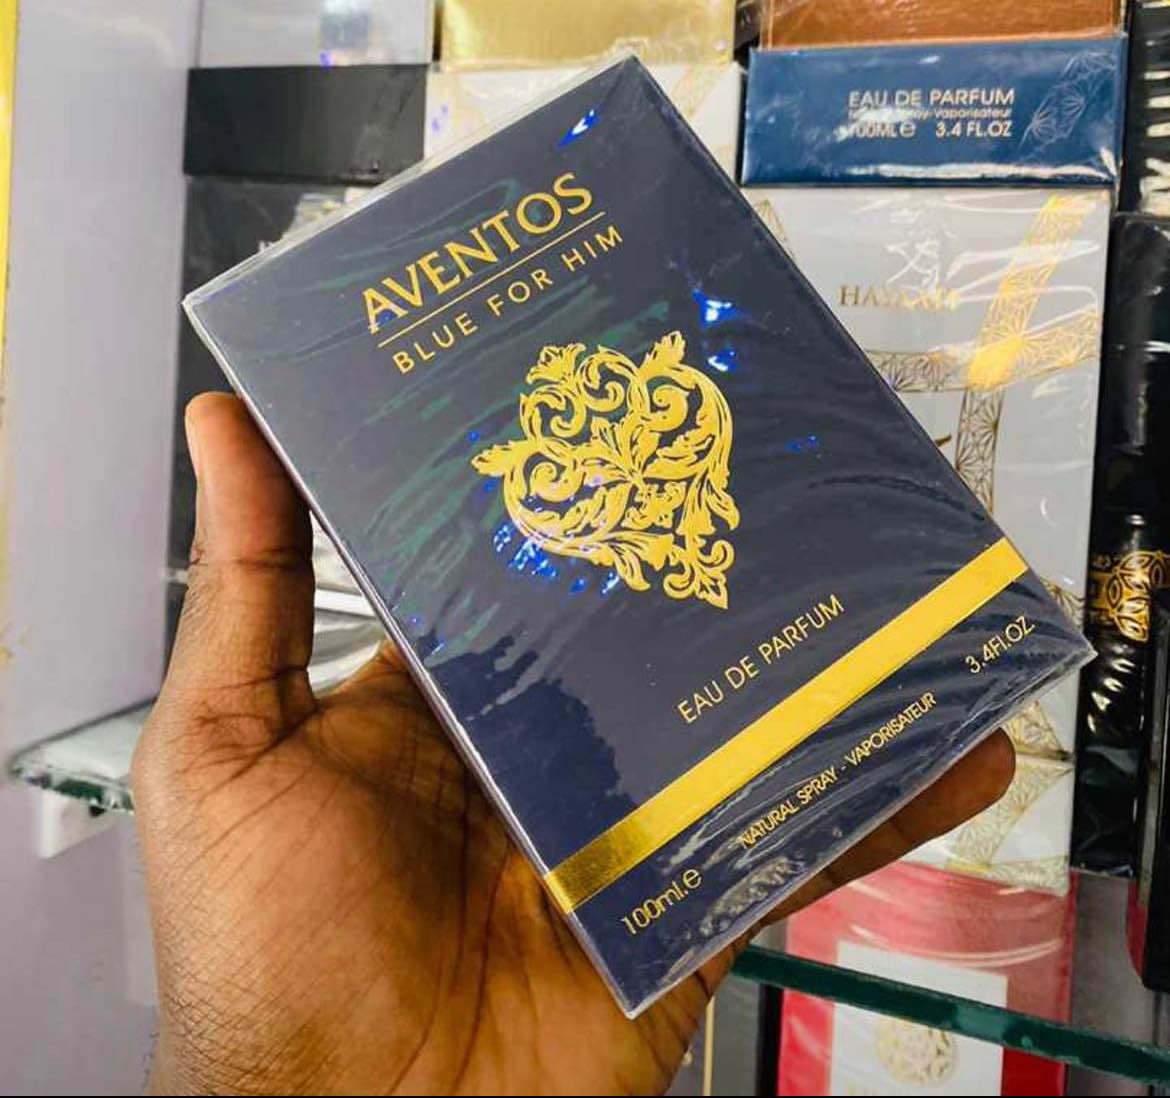 AVENTOS
BLUE FOR HIM
EAU DE PARFUM
100ml.e
NATURAL SPRAY - VAPORISATEUR
3.4Fl.OZ
EAU DE PARFUM
Vaporisateur
100ML e 3.4 FL.OZ